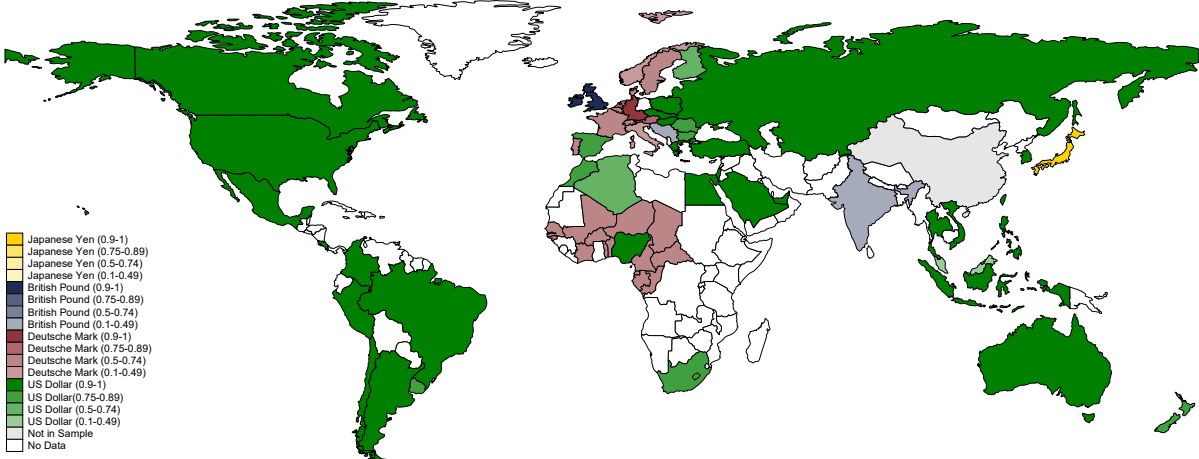 Japanese Yen (0.9-1)
Japanese Yen (0.75-0.89)
Japanese Yen (0.5-0.74)
Japanese Yen (0.1-0.49)
British Pound (0.9-1)
British Pound (0.75-0.89)
British Pound (0.5-0.74)
British Pound (0.1-0.49)
Deutsche Mark (0.9-1)
Deutsche Mark (0.75-0.89)
Deutsche Mark (0.5-0.74)
Deutsche Mark (0.1-0.49)
US Dollar (0.9-1)
US Dollar(0.75-0.89)
US Dollar (0.5-0.74)
US Dollar (0.1-0.49)
Not in Sample
No Data